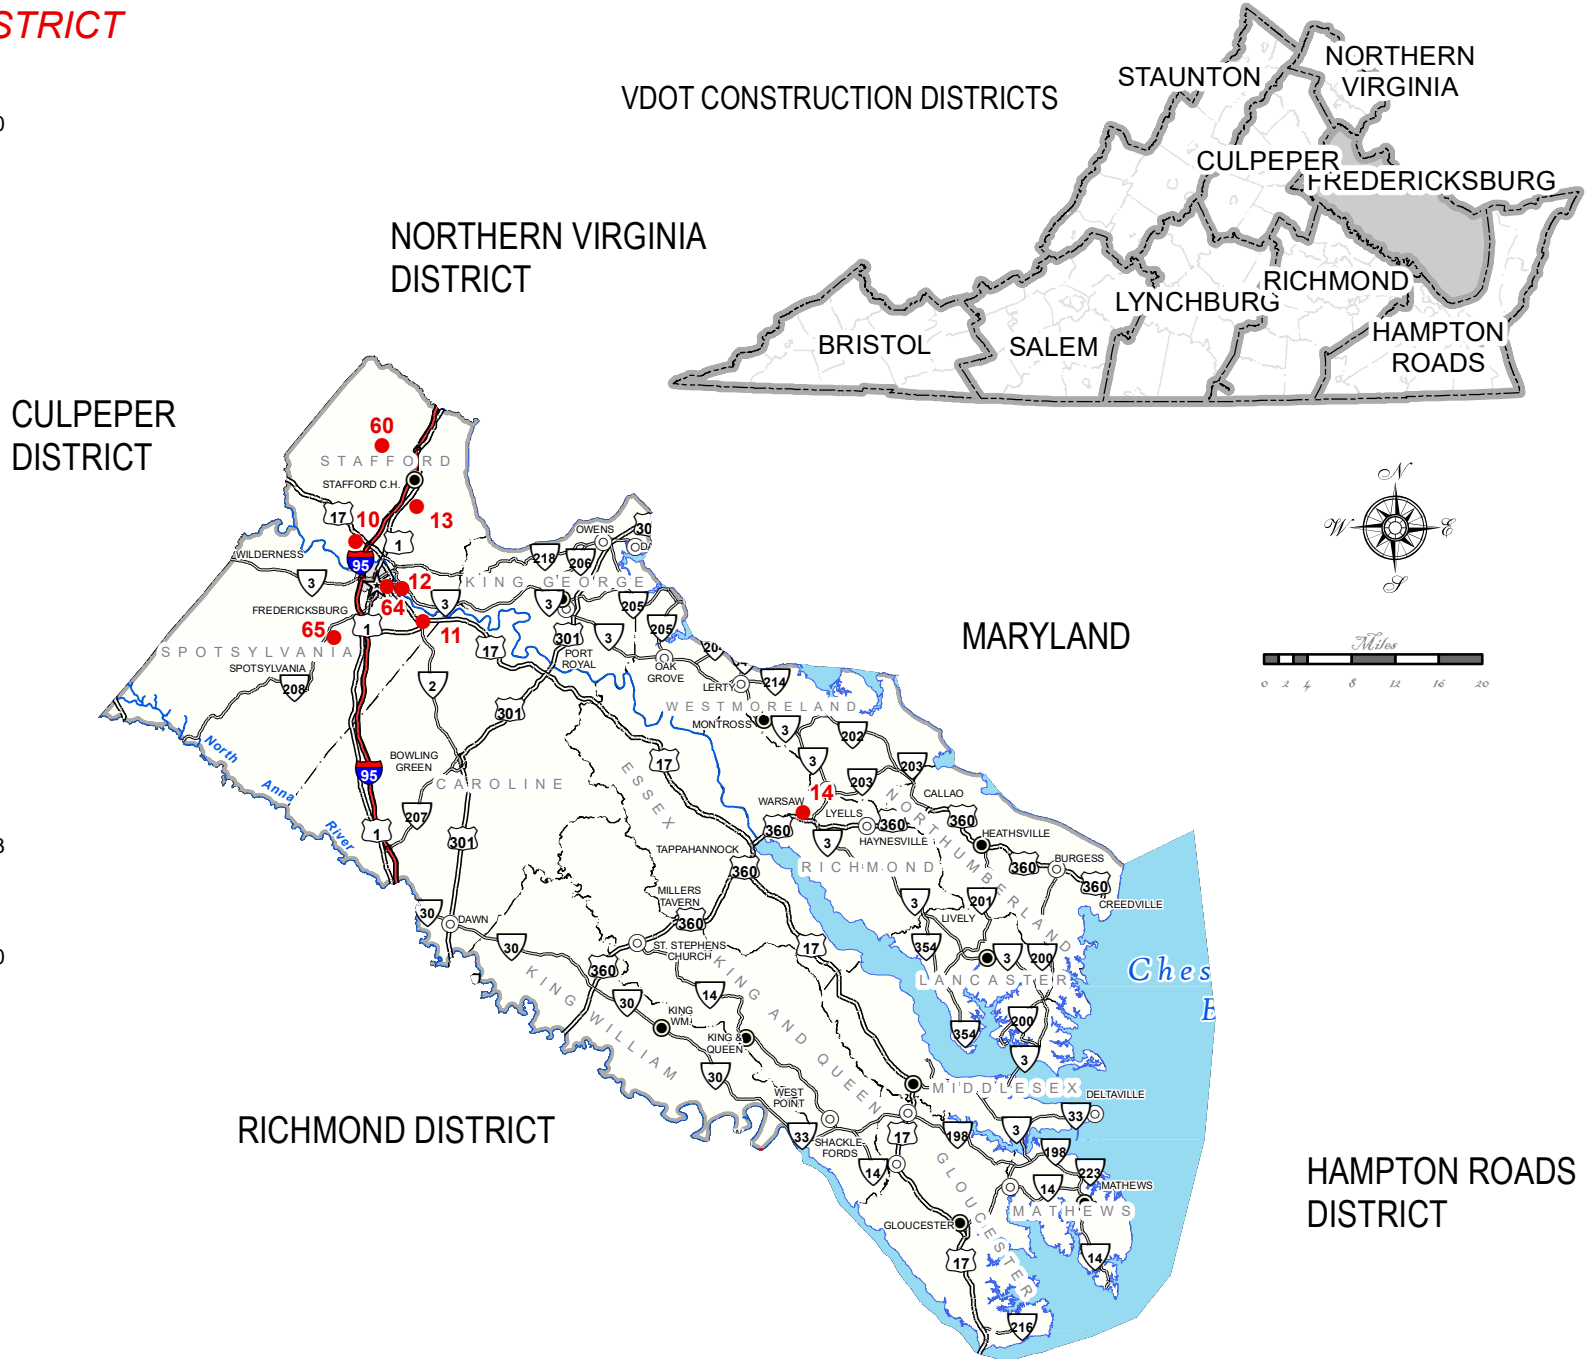 STRICT
0
3
0
VDOT CONSTRUCTION DISTRICTS
STAUNTON
NORTHERN
VIRGINIA
CULPEPER
FREDERICKSBURG
RICHMOND
LYNCHBURG
HAMPTON
ROADS
BRISTOL
SALEM
NORTHERN VIRGINIA
DISTRICT
CULPEPER
DISTRICT
MARYLAND
RICHMOND DISTRICT
HAMPTON ROADS
DISTRICT
N
W
E
S
Miles
0 2 4 8 12 16 20
60
STAFFORD
STAFFORD C.H.
17
10
13
1
95
WILDERNESS
3
12
64
FREDERICKSBURG
1
65
11
3
SPOTSYLVANIA
SPOTSYLVANIA
208
2
17
OWENS
30
D
218
206
KING GEORGE
3
205
205
301
3
PORT
ROYAL
OAK
GROVE
20
LERTY
214
WESTMORELAND
MONTROSS
3
202
3
203
203
301
North
Anna
River
95
BOWLING
GREEN
CAROLINE
207
1
301
ESSEX
17
WARSAW
14
LYELLS
CALLAO
360
360
360
HAYNESVILLE
3
HEATHSVILLE
NORTHUMBERLAND
BURGESS
360
360
CREEDVILLE
TAPPAHANNOCK
360
RICHMOND
MILLERS
TAVERN
360
3
201
LIVELY
30
DAWN
30
ST. STEPHENS
CHURCH
17
354
3
200
LANCASTER
Ches
B
360
KING AND QUEEN
14
30
KING
WM.
KING &
QUEEN
KING WILLIAM
354
200
3
30
WEST
POINT
MIDDLESEX
DELTAVILLE
33
33
SHACKLE
FORDS
17
198
3
198
14
223
14
MATHEWS
MATHEWS
GLOUCESTER
GLOUCESTER
17
14
216